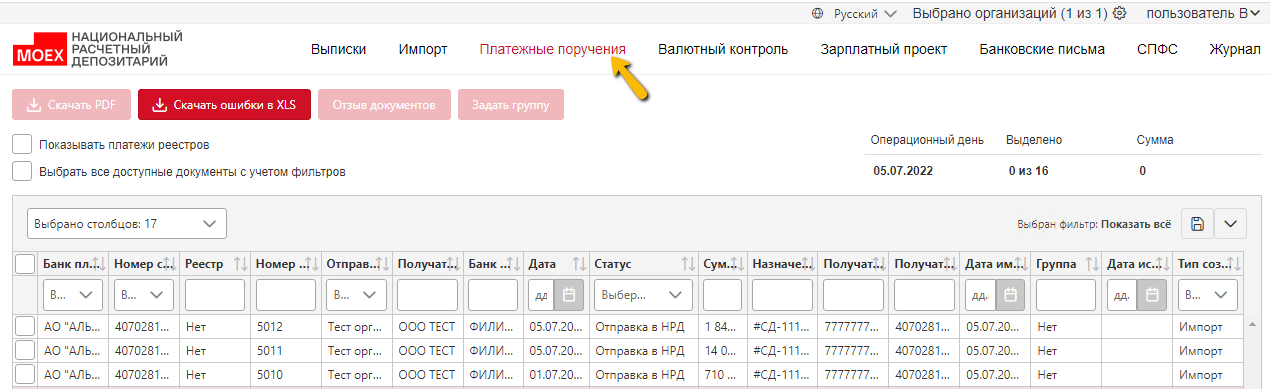 Русский Выбрано организаций (1 из 1) пользователь В
MOEX НАЦИОНАЛЬНЫЙ РАСЧЕТНЫЙ ДЕПОЗИТАРИЙ
Выписки Импорт Платежные поручения Валютный контроль Зарплатный проект Банковские письма СПФС Журнал
Скачать PDF Скачать ошибки в XLS Отзыв документов Задать группу
Показывать платежи реестров
Выбрать все доступные документы с учетом фильтров
Операционный день Выделено Сумма
05.07.2022 0 из 16 0
Выбрано столбцов: 17 Выбран фильтр: Показать всё
Банк пл... Номер с... Реестр Номер ... Отправ... Получат... Банк ... Дата Статус Сум... Назначе... Получат... Получат... Дата им... Группа Дата ис... Тип соз...
В... В... В... дд. Выбер... дд. дд. В...
АО "АЛЬ... 4070281... Нет 5012 Тест орг... ООО ТЕСТ ФИЛИ... 05.07.20... Отправка в НРД 1 84... #СД-111... 7777777... 4070281... 05.07.20... Нет Импорт
АО "АЛЬ... 4070281... Нет 5011 Тест орг... ООО ТЕСТ ФИЛИ... 05.07.20... Отправка в НРД 14 0... #СД-111... 7777777... 4070281... 05.07.20... Нет Импорт
АО "АЛЬ... 4070281... Нет 5010 Тест орг... ООО ТЕСТ ФИЛИ... 01.07.20... Отправка в НРД 710 ... #СД-111... 7777777... 4070281... 05.07.20... Нет Импорт